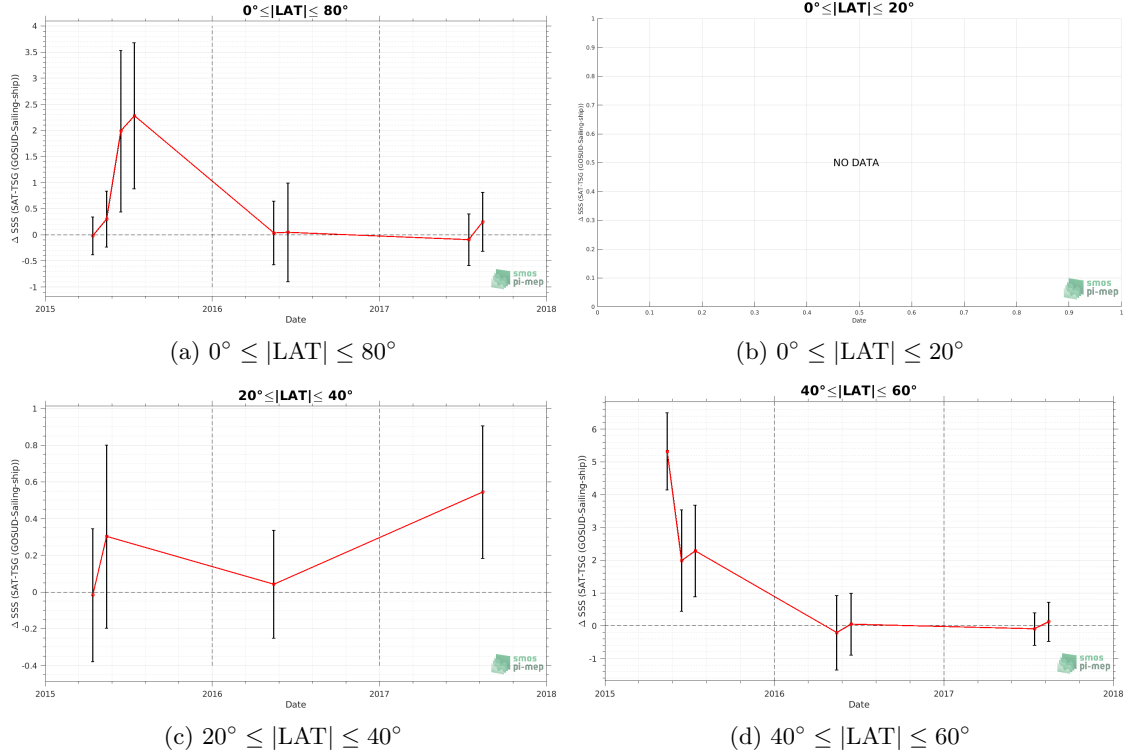 0°≤|LAT|≤ 80°
Δ SSS (SAT-TSG (GOSUD-Sailing-ship))
4
3.5
3
2.5
2
1.5
1
0.5
0
-0.5
-1
2015
2016
2017
2018
Date
smos
pi-mep
(a) 0° ≤ |LAT| ≤ 80°
0°≤|LAT|≤ 20°
Δ SSS (SAT-TSG (GOSUD-Sailing-ship))
1
0.9
0.8
0.7
0.6
0.5
0.4
0.3
0.2
0.1
0
NO DATA
0
0.1
0.2
0.3
0.4
0.5
0.6
0.7
0.8
0.9
1
Date
smos
pi-mep
(b) 0° ≤ |LAT| ≤ 20°
20°≤|LAT|≤ 40°
Δ SSS (SAT-TSG (GOSUD-Sailing-ship))
1
0.8
0.6
0.4
0.2
0
-0.2
-0.4
2015
2016
2017
2018
Date
smos
pi-mep
(c) 20° ≤ |LAT| ≤ 40°
40°≤|LAT|≤ 60°
Δ SSS (SAT-TSG (GOSUD-Sailing-ship))
6
5
4
3
2
1
0
-1
2015
2016
2017
2018
Date
smos
pi-mep
(d) 40° ≤ |LAT| ≤ 60°